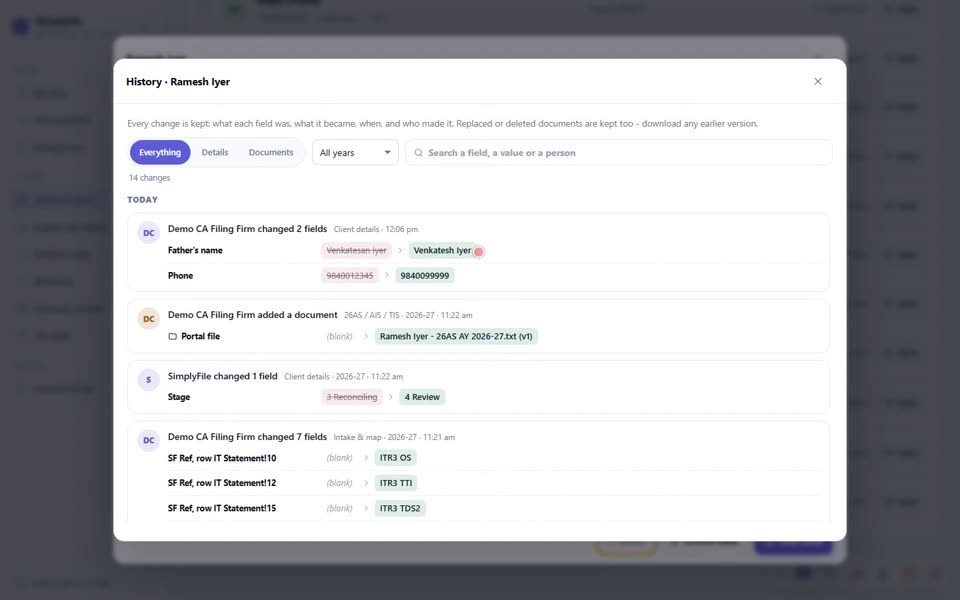 History · Ramesh Iyer
Every change is kept: what each field was, what it became, when, and who made it. Replaced or deleted documents are kept too - download any earlier version.
Everything Details Documents All years Search a field, a value or a person
14 changes
TODAY
DC Demo CA Filing Firm changed 2 fields Client details · 12:06 pm
Father's name Venkatesan Iyer > Venkatesh Iyer
Phone 9840012345 > 9840099999
DC Demo CA Filing Firm added a document 26AS / AIS / TIS · 2026-27 · 11:22 am
Portal file (blank) > Ramesh Iyer - 26AS AY 2026-27.txt (v1)
S SimplyFile changed 1 field Client details · 2026-27 · 11:22 am
Stage 3 Reconciling > 4 Review
DC Demo CA Filing Firm changed 7 fields Intake & map · 2026-27 · 11:21 am
SF Ref, row IT Statement!10 (blank) > ITR3 OS
SF Ref, row IT Statement!12 (blank) > ITR3 TTI
SF Ref, row IT Statement!15 (blank) > ITR3 TDS2